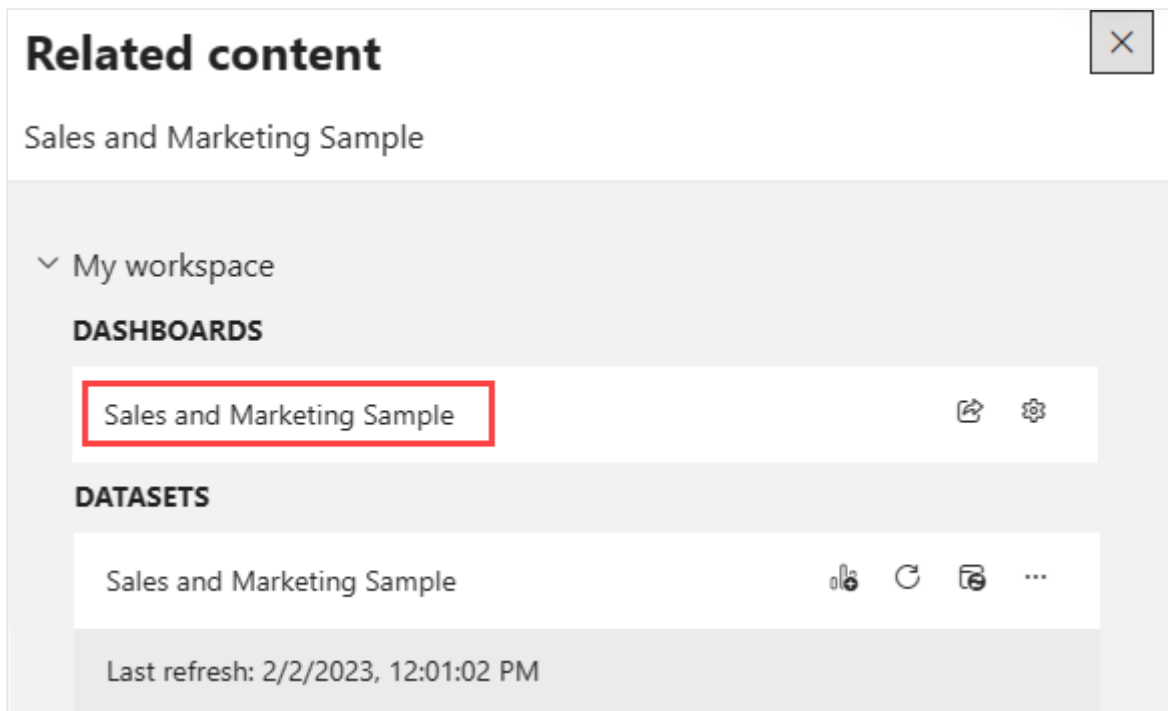 Related content
Sales and Marketing Sample
My workspace
DASHBOARDS
Sales and Marketing Sample
DATASETS
Sales and Marketing Sample
Last refresh: 2/2/2023, 12:01:02 PM